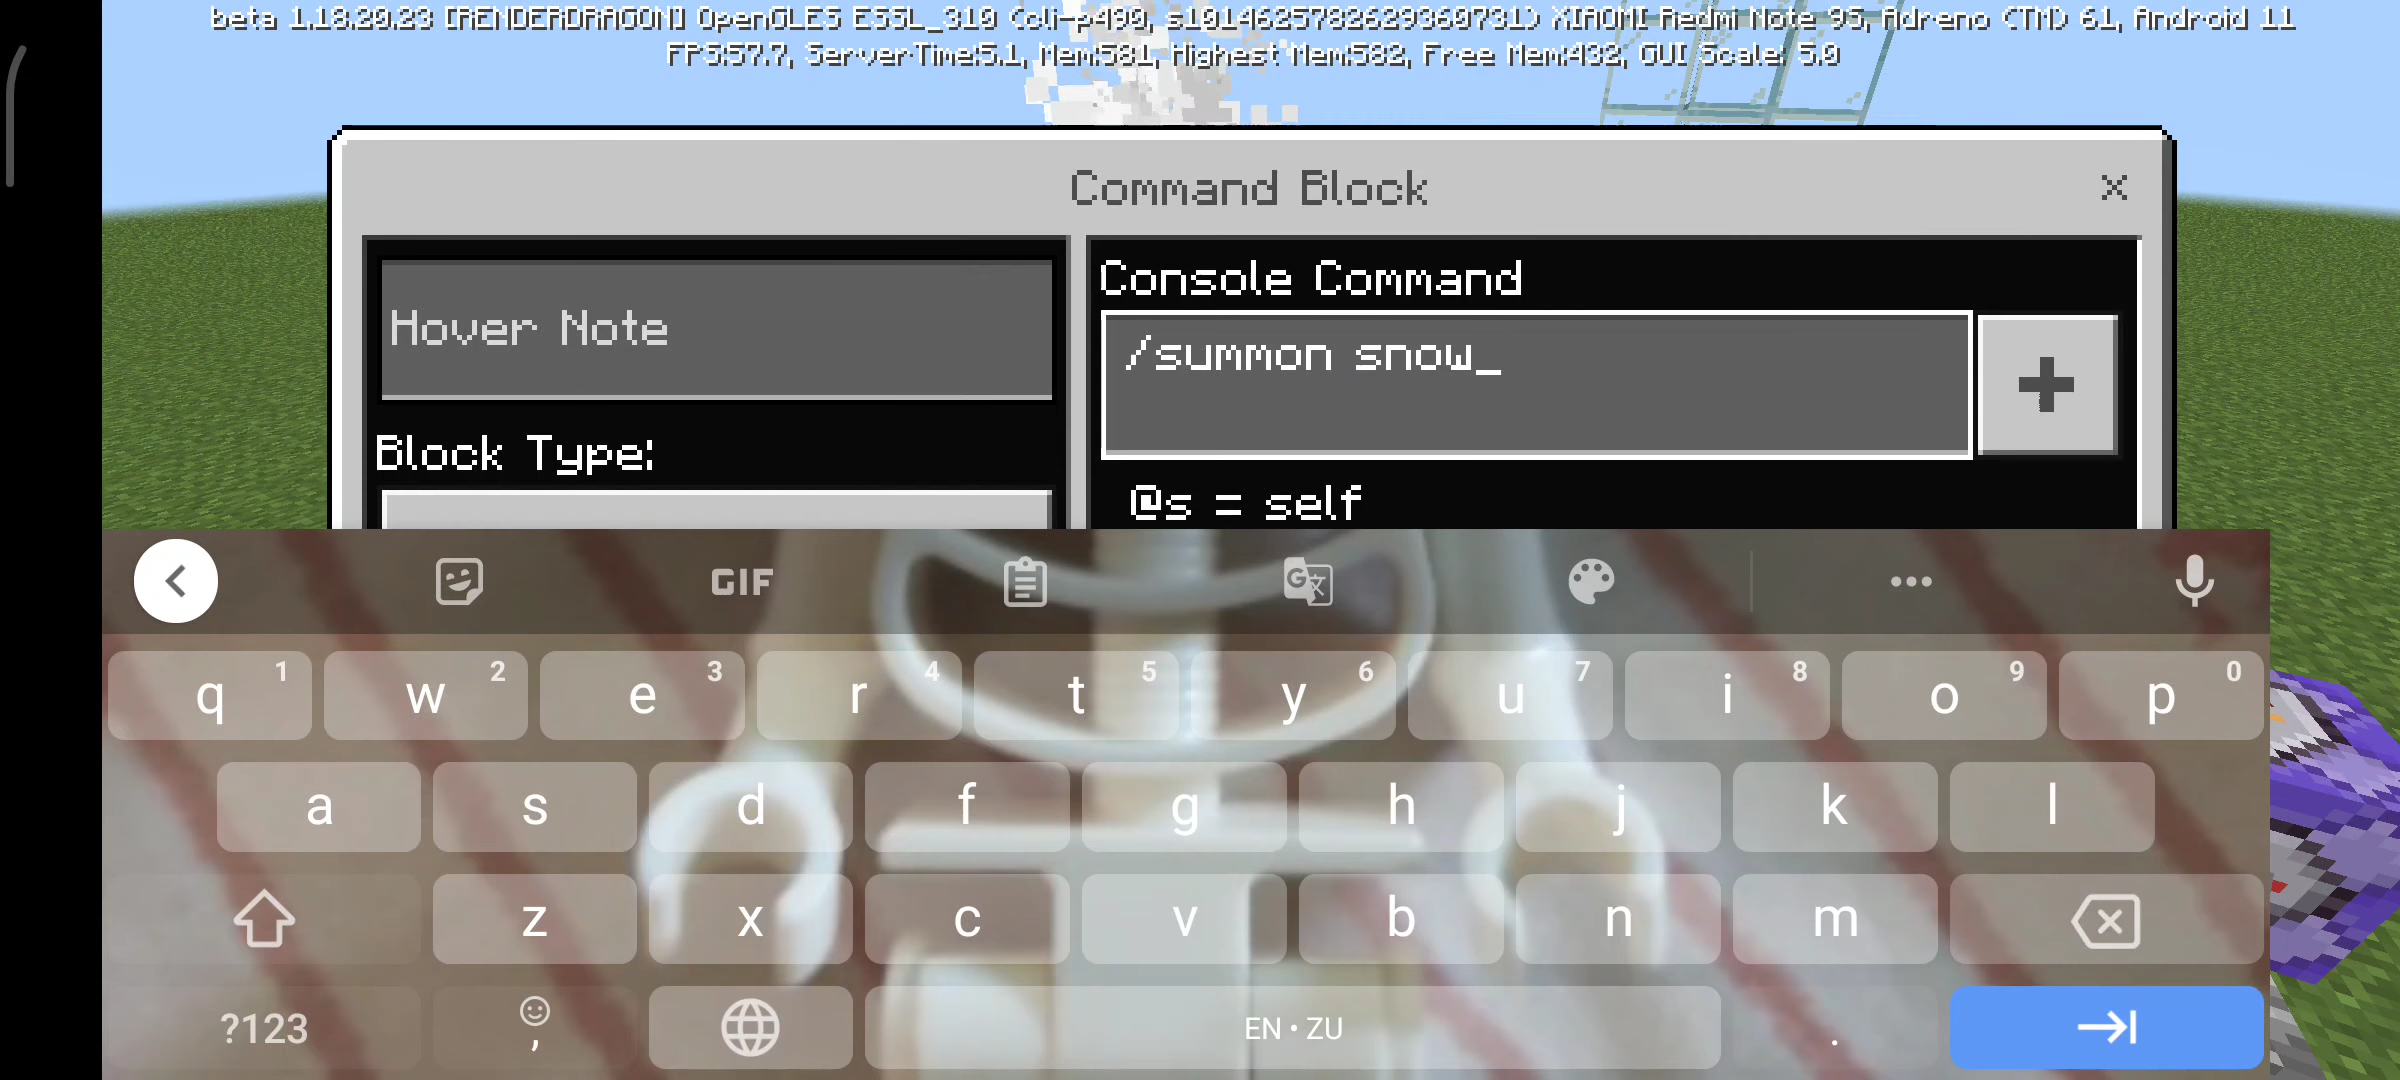 beta 1.18.20.23 [RENDERDRAGON] OpenGLES ESSL_310 (cli-p490, s1014625782629360731) XIAOMI Redmi Note 9S, Adreno (TM) 61, Android 11
FPS:57.7, ServerTime:5.1, Mem:581, Highest Mem:582, Free Mem:432, GUI Scale: 5.0
Command Block
Hover Note
Console Command
/summon snow_
Block Type:
@s = self
GIF
q 1 w 2 e 3 r 4 t 5 y 6 u 7 i 8 o 9 p 0
a s d f g h j k l
z x c v b n m
?123 , EN • ZU .